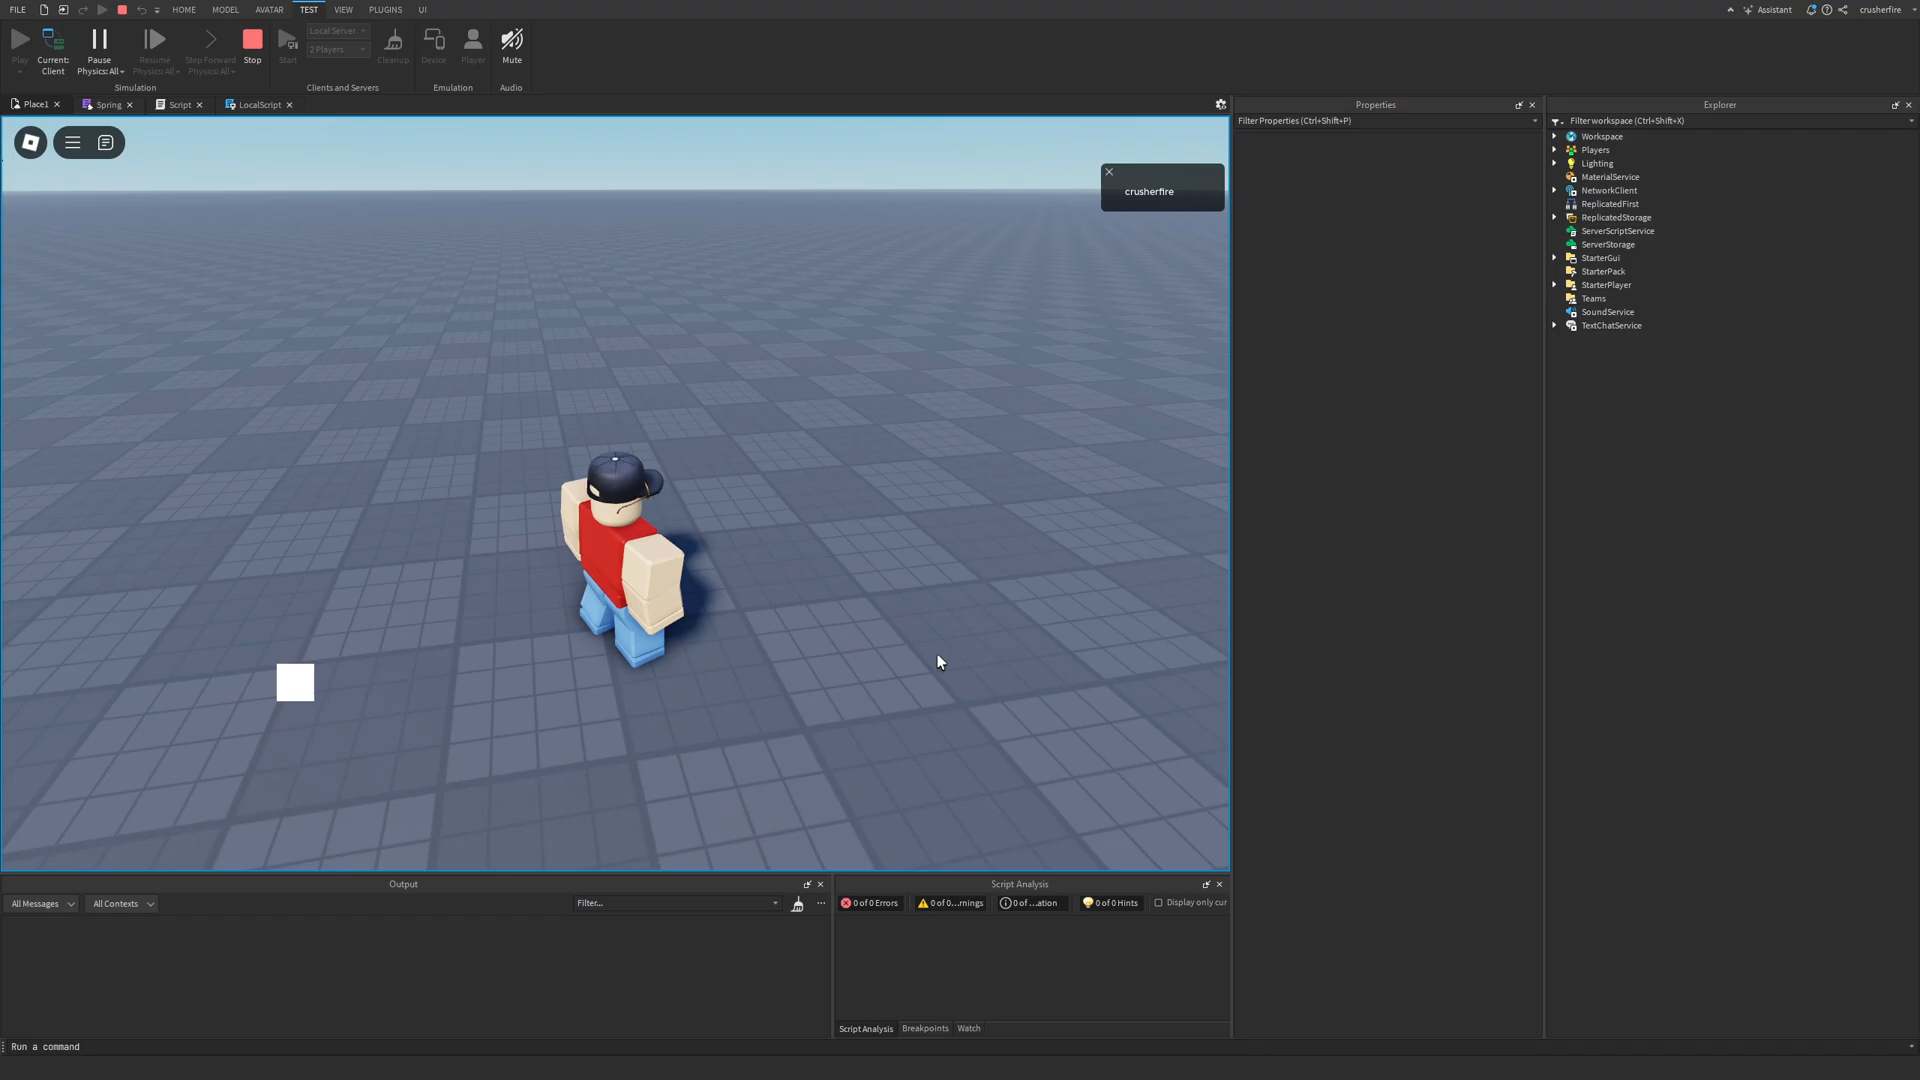 FILE HOME MODEL AVATAR TEST VIEW PLUGINS UI Assistant crusherfire
Local Server
2 Players
Play Current: Client Pause Physics: All Resume Physics: All Step Forward Physics: All Stop Start Cleanup Device Player Mute
Simulation Clients and Servers Emulation Audio
Place1 Spring Script LocalScript
crusherfire
Properties
Filter Properties (Ctrl+Shift+P)
Explorer
Filter workspace (Ctrl+Shift+X)
Workspace
Players
Lighting
MaterialService
NetworkClient
ReplicatedFirst
ReplicatedStorage
ServerScriptService
ServerStorage
StarterGui
StarterPack
StarterPlayer
Teams
SoundService
TextChatService
Output
All Messages All Contexts Filter...
Script Analysis
0 of 0 Errors 0 of 0...rnings 0 of ...ation 0 of 0 Hints Display only cur
Script Analysis Breakpoints Watch
Run a command